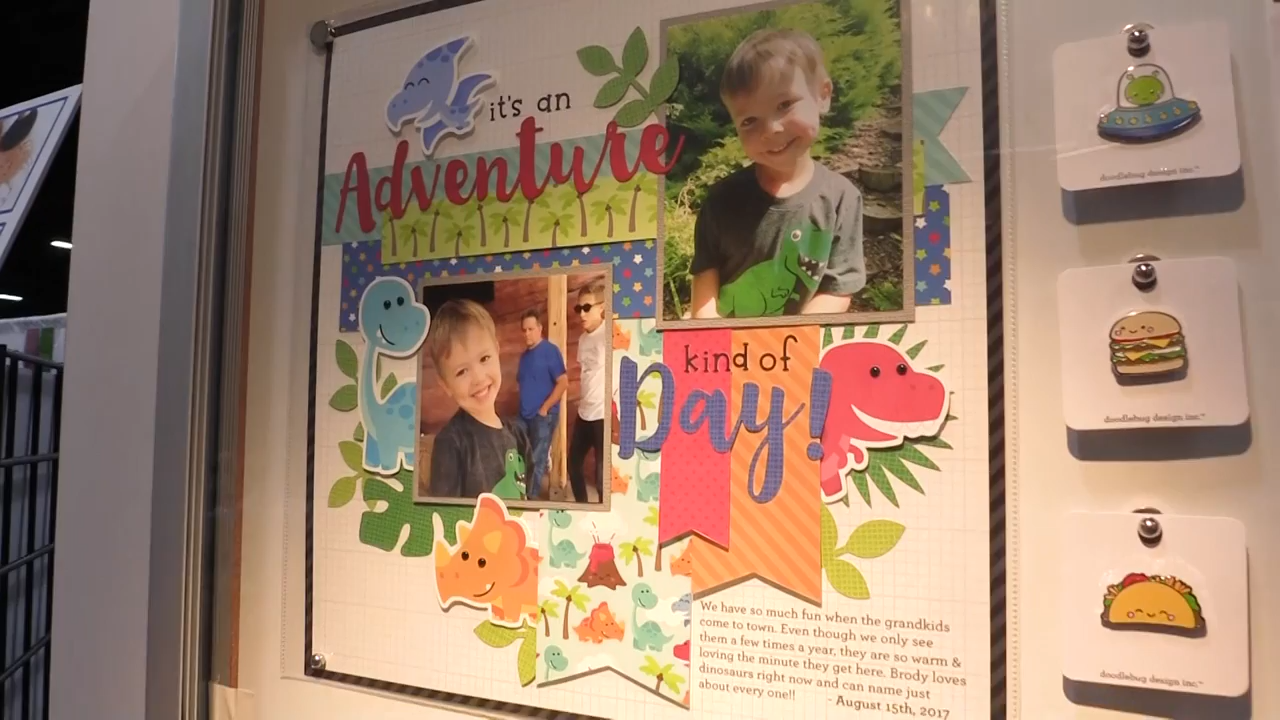 it's an
Adventure
kind of
Day!
We have so much fun when the grandkids
come to town. Even though we only see
them a few times a year, they are so warm &
loving the minute they get here. Brody loves
dinosaurs right now and can name just
about every one!!
- August 15th, 2017
doodlebug design inc.™
doodlebug design inc.™
doodlebug design inc.™